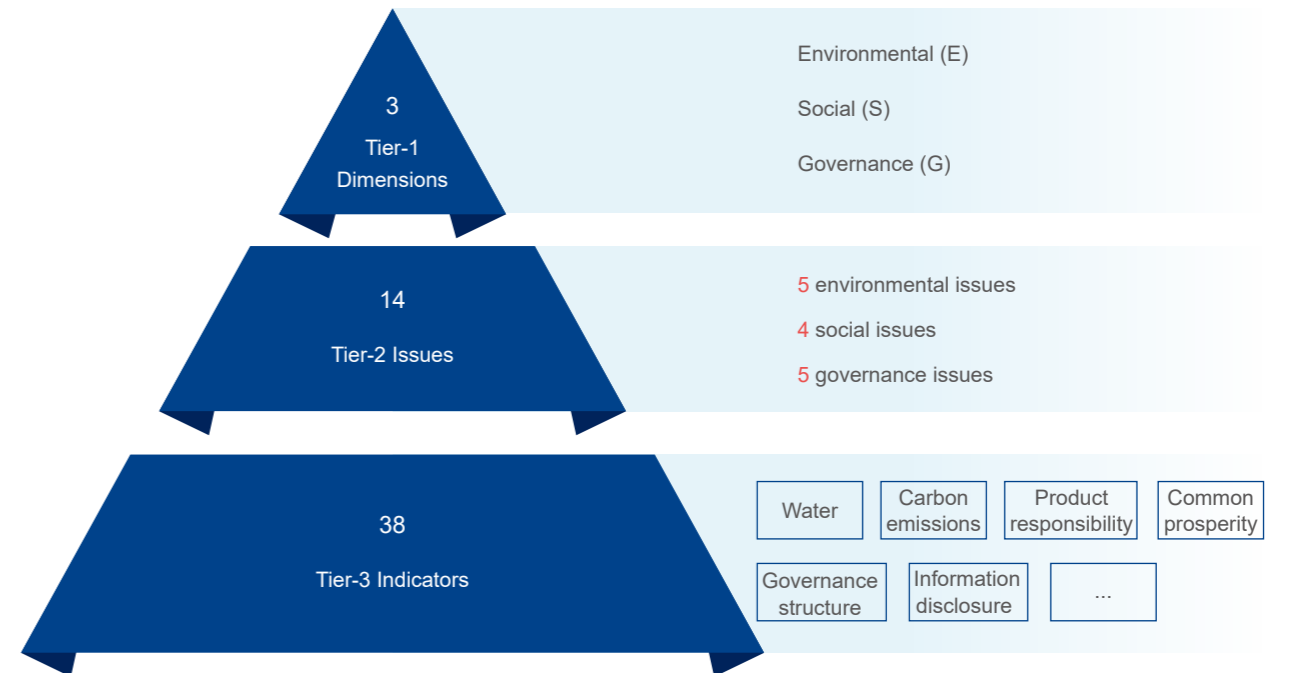 3
Tier-1
Dimensions
Environmental (E)
Social (S)
Governance (G)
14
Tier-2 Issues
5 environmental issues
4 social issues
5 governance issues
38
Tier-3 Indicators
Water
Carbon
emissions
Product
responsibility
Common
prosperity
Governance
structure
Information
disclosure
...